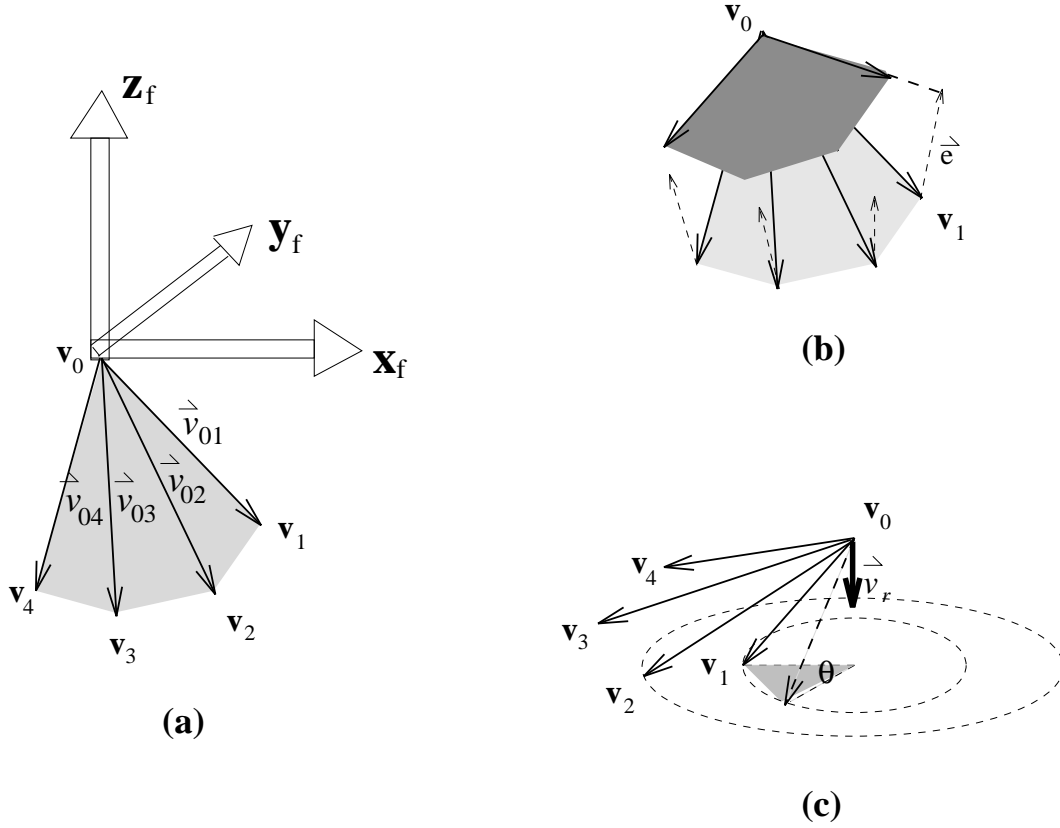 z_f
y_f
x_f
v_0
v_01
v_02
v_03
v_04
v_1
v_2
v_3
v_4
(a)
v_0
e
v_1
(b)
v_0
v_r
v_4
v_3
v_2
v_1
θ
(c)